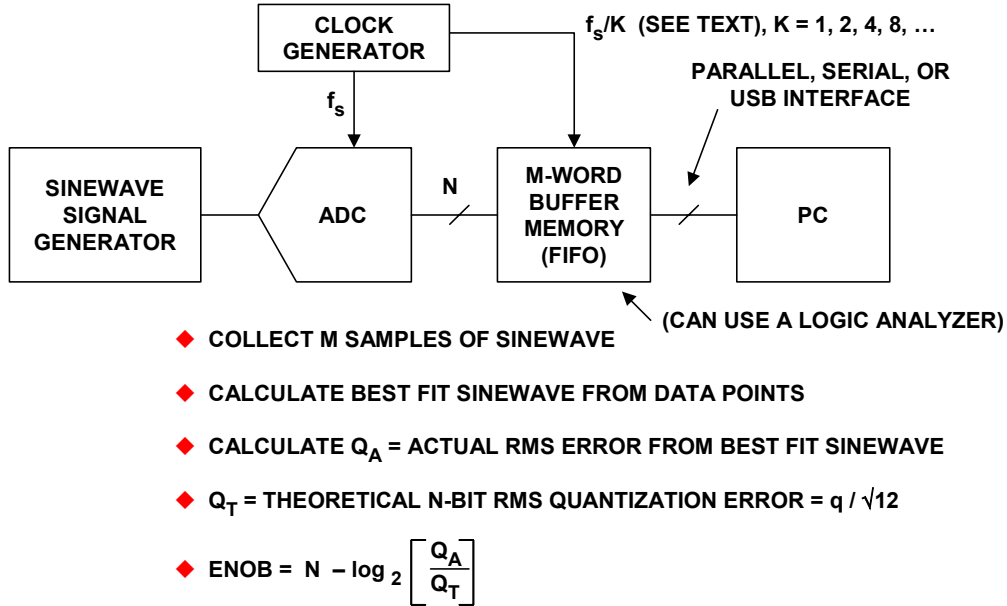 CLOCK
GENERATOR
fs/K (SEE TEXT), K = 1, 2, 4, 8, …
PARALLEL, SERIAL, OR
USB INTERFACE
fs
SINEWAVE
SIGNAL
GENERATOR
ADC
N
M-WORD
BUFFER
MEMORY
(FIFO)
PC
(CAN USE A LOGIC ANALYZER)
COLLECT M SAMPLES OF SINEWAVE
CALCULATE BEST FIT SINEWAVE FROM DATA POINTS
CALCULATE QA = ACTUAL RMS ERROR FROM BEST FIT SINEWAVE
QT = THEORETICAL N-BIT RMS QUANTIZATION ERROR = q / √12
ENOB = N – log 2 [ QA / QT ]